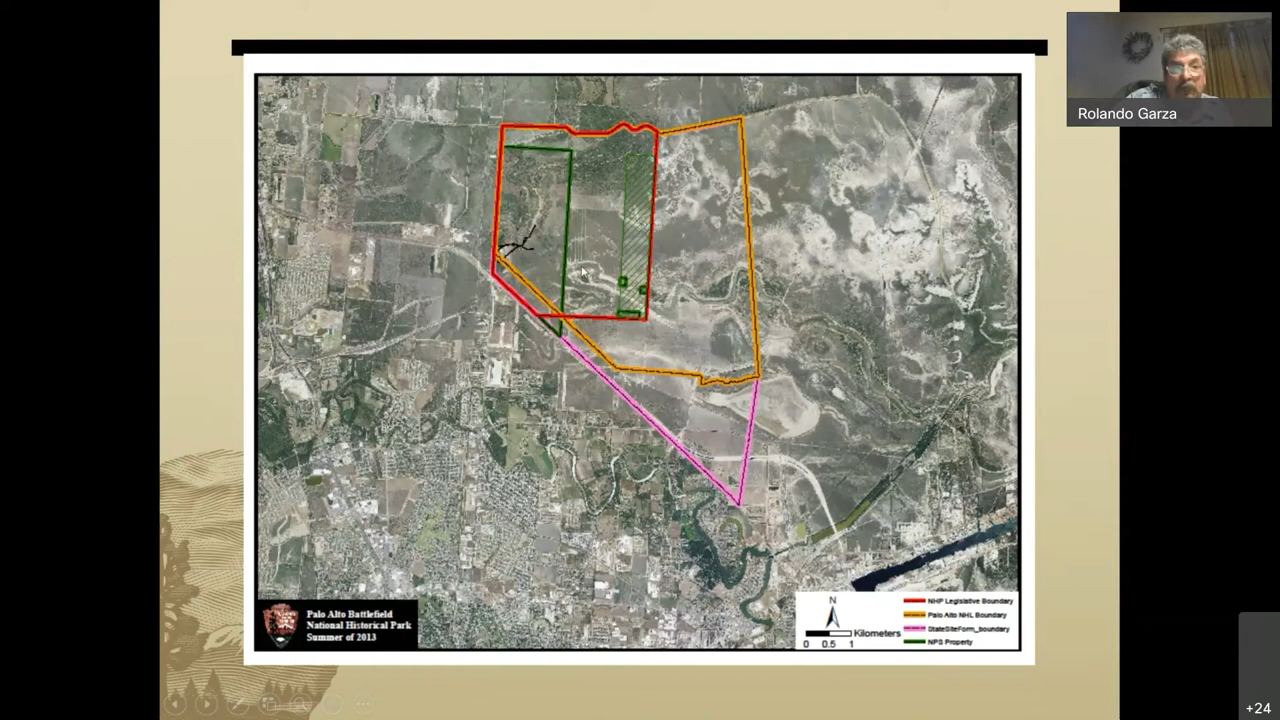 Rolando Garza
Palo Alto Battlefield
National Historical Park
Summer of 2013
N
Kilometers
0 0.5 1
NHP Legislative Boundary
Palo Alto NHL Boundary
StateSiteForm_boundary
NPS Property
+24